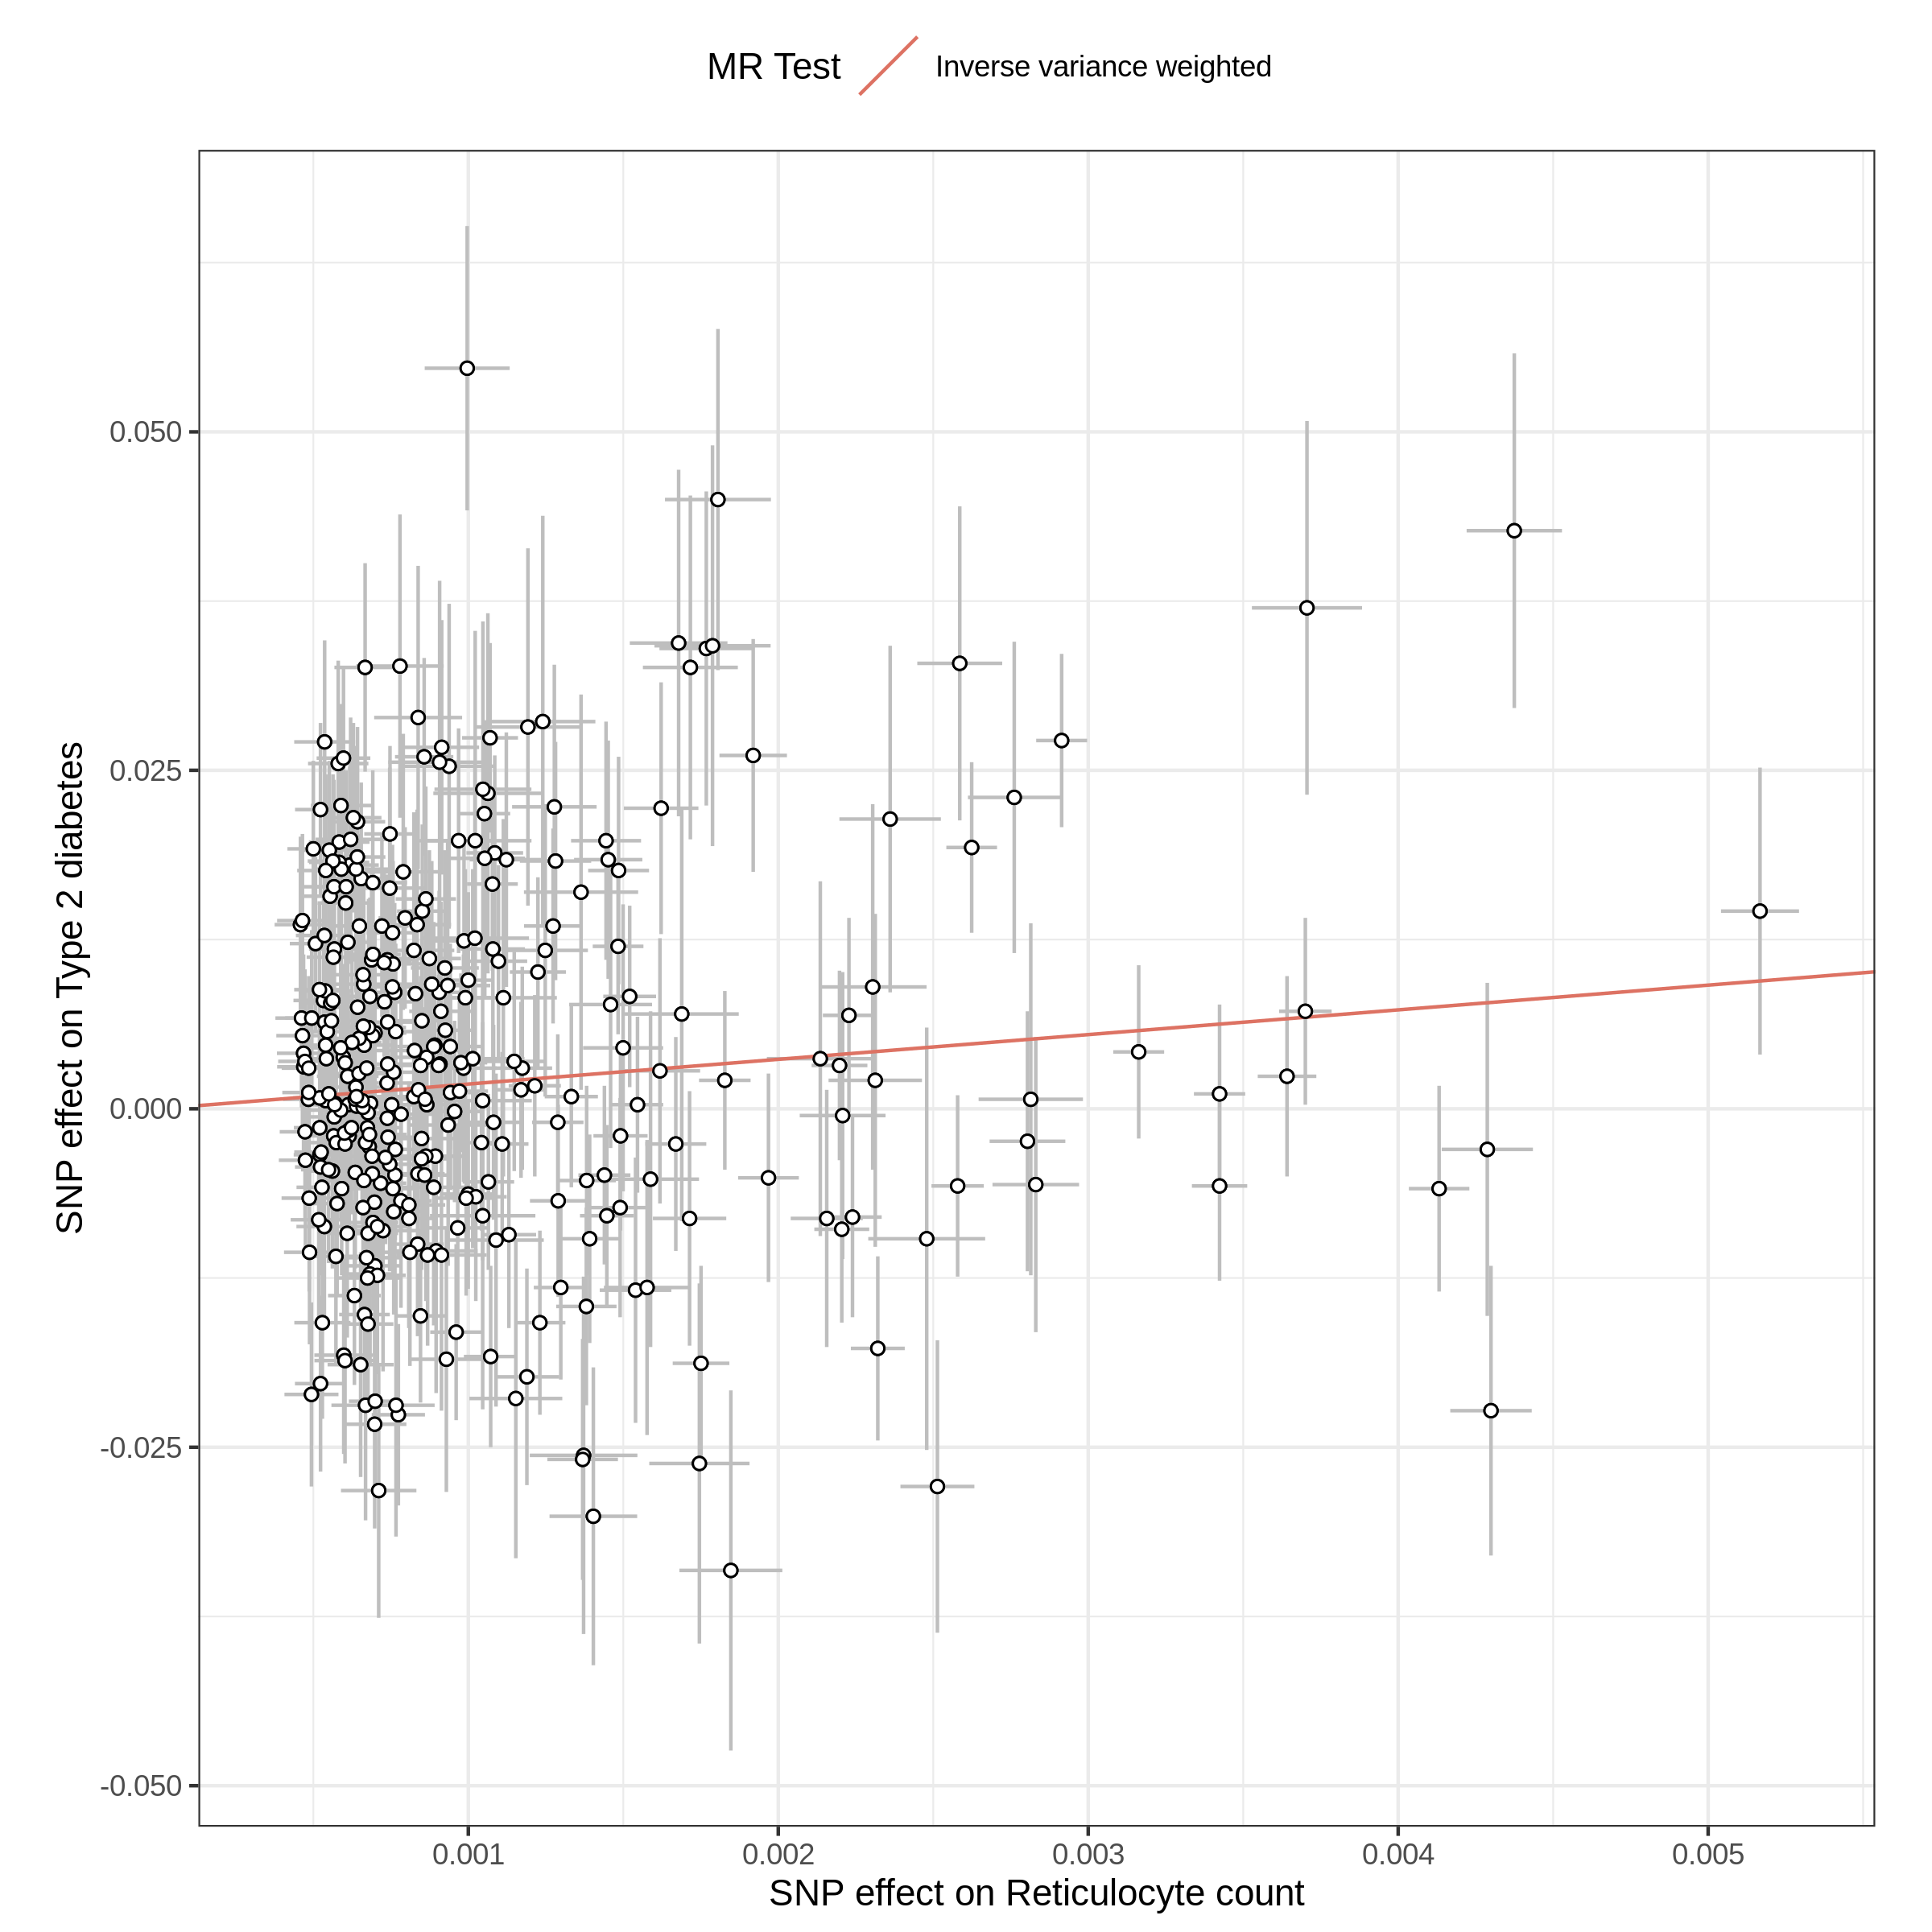 MR Test Inverse variance weighted
SNP effect on Type 2 diabetes
0.050
0.025
0.000
-0.025
-0.050
0.001 0.002 0.003 0.004 0.005
SNP effect on Reticulocyte count